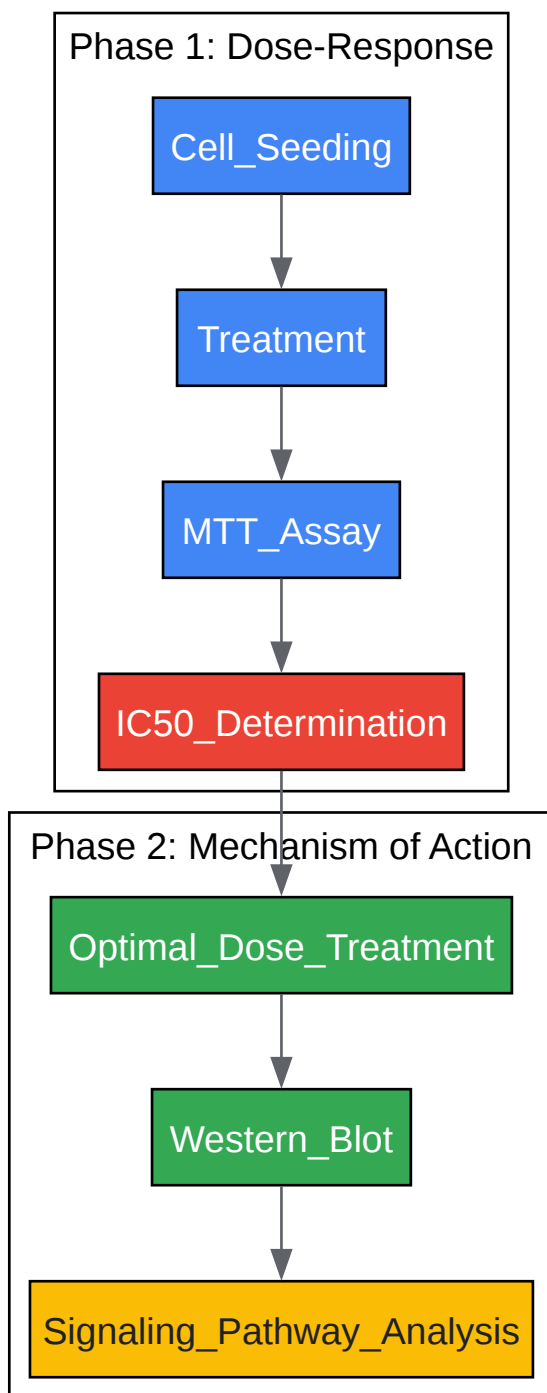 Phase 1: Dose-Response
Cell_Seeding
Treatment
MTT_Assay
IC50_Determination
Phase 2: Mechanism of Action
Optimal_Dose_Treatment
Western_Blot
Signaling_Pathway_Analysis